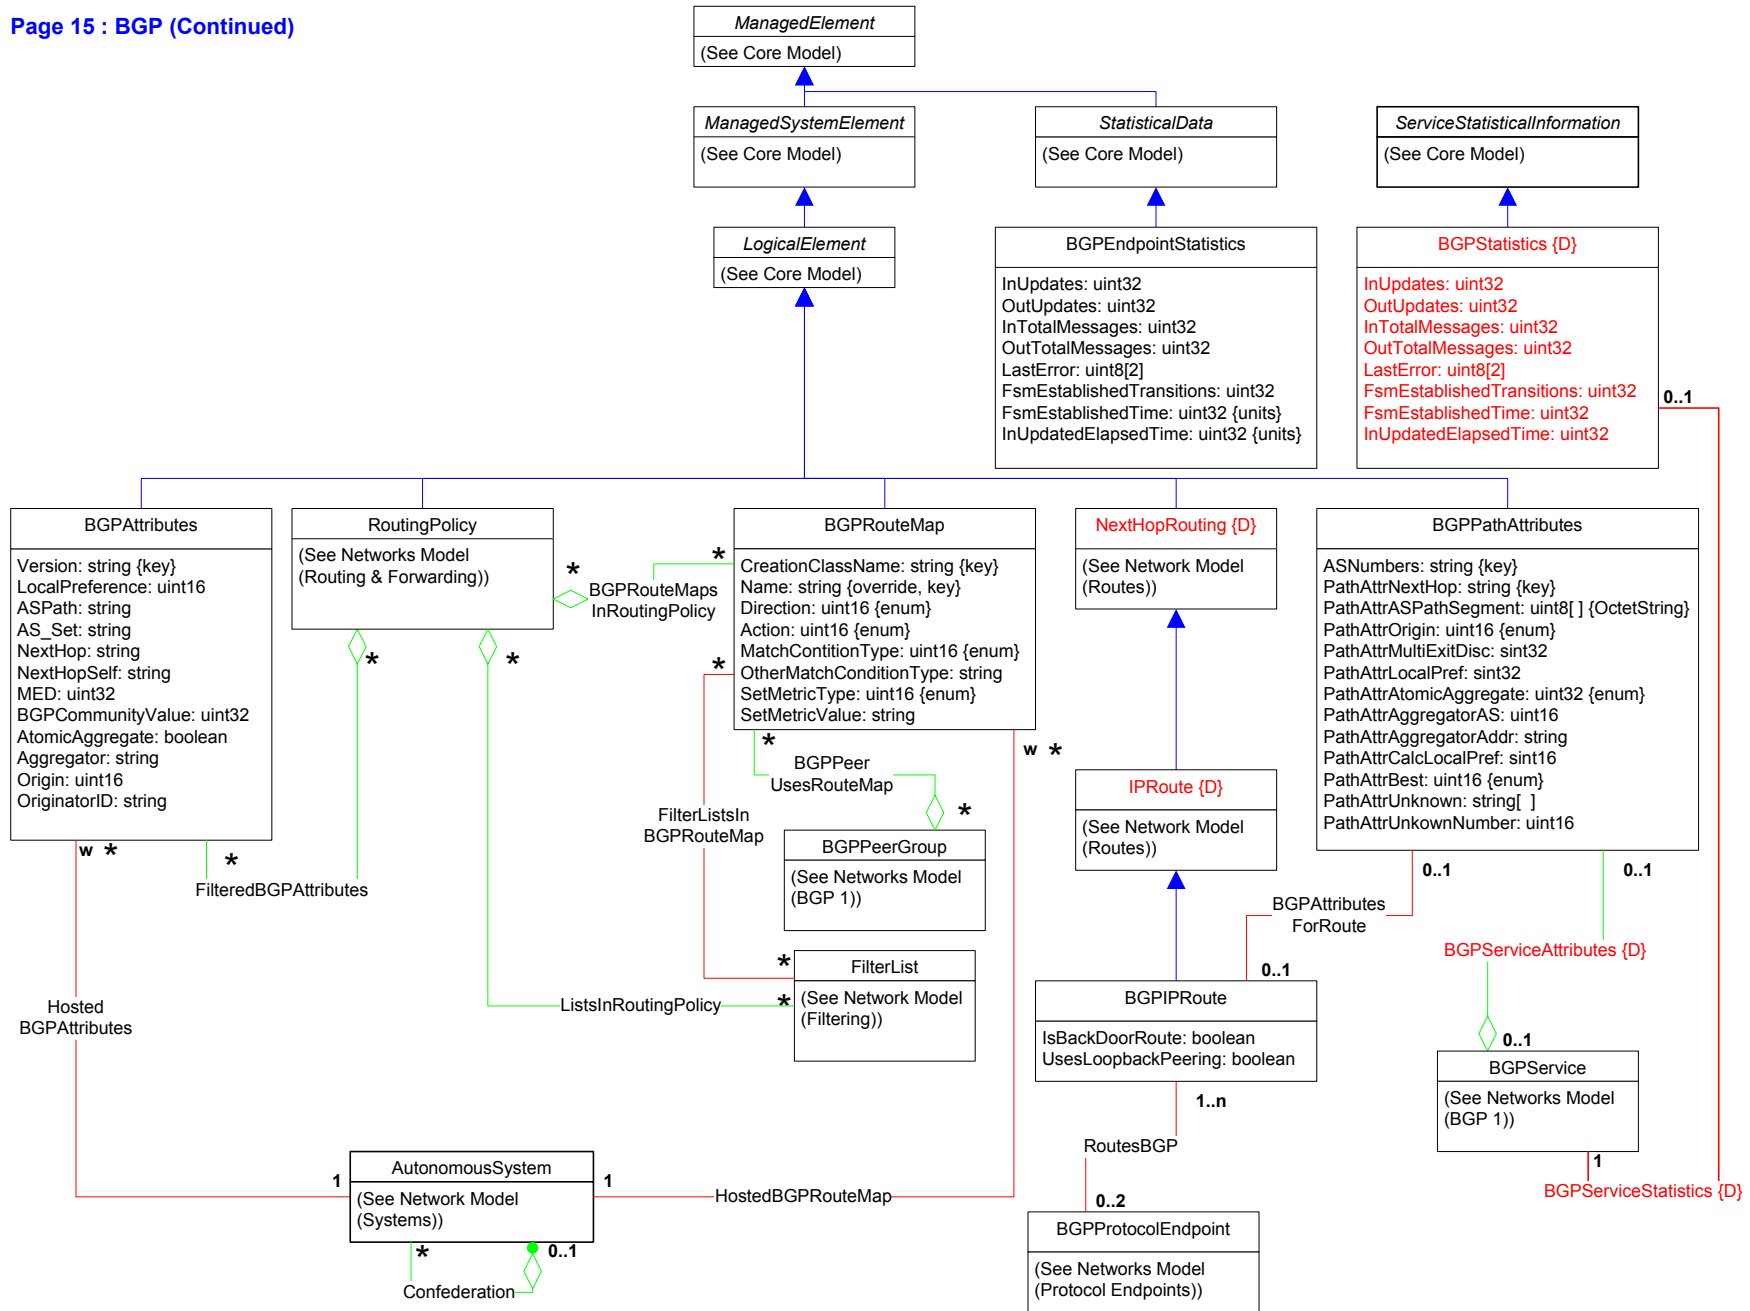 Page 15 : BGP (Continued)
ManagedElement
(See Core Model)
ManagedSystemElement
(See Core Model)
StatisticalData
(See Core Model)
ServiceStatisticalInformation
(See Core Model)
LogicalElement
(See Core Model)
BGPEndpointStatistics
InUpdates: uint32
OutUpdates: uint32
InTotalMessages: uint32
OutTotalMessages: uint32
LastError: uint8[2]
FsmEstablishedTransitions: uint32
FsmEstablishedTime: uint32 {units}
InUpdatedElapsedTime: uint32 {units}
BGPStatistics {D}
InUpdates: uint32
OutUpdates: uint32
InTotalMessages: uint32
OutTotalMessages: uint32
LastError: uint8[2]
FsmEstablishedTransitions: uint32
FsmEstablishedTime: uint32
InUpdatedElapsedTime: uint32
0..1
BGPAttributes
Version: string {key}
LocalPreference: uint16
ASPath: string
AS_Set: string
NextHop: string
NextHopSelf: string
MED: uint32
BGPCommunityValue: uint32
AtomicAggregate: boolean
Aggregator: string
Origin: uint16
OriginatorID: string
w *
*
FilteredBGPAttributes
RoutingPolicy
(See Networks Model
(Routing & Forwarding))
*
*
*
BGPRouteMaps
InRoutingPolicy
*
BGPRouteMap
CreationClassName: string {key}
Name: string {override, key}
Direction: uint16 {enum}
Action: uint16 {enum}
MatchContitionType: uint16 {enum}
OtherMatchConditionType: string
SetMetricType: uint16 {enum}
SetMetricValue: string
*
*
w *
BGPPeer
UsesRouteMap
*
FilterListsIn
BGPRouteMap
BGPPeerGroup
(See Networks Model
(BGP 1))
NextHopRouting {D}
(See Network Model
(Routes))
IPRoute {D}
(See Network Model
(Routes))
BGPPathAttributes
ASNumbers: string {key}
PathAttrNextHop: string {key}
PathAttrASPathSegment: uint8[ ] {OctetString}
PathAttrOrigin: uint16 {enum}
PathAttrMultiExitDisc: sint32
PathAttrLocalPref: sint32
PathAttrAtomicAggregate: uint32 {enum}
PathAttrAggregatorAS: uint16
PathAttrAggregatorAddr: string
PathAttrCalcLocalPref: sint16
PathAttrBest: uint16 {enum}
PathAttrUnknown: string[ ]
PathAttrUnkownNumber: uint16
0..1
0..1
BGPAttributes
ForRoute
0..1
BGPServiceAttributes {D}
0..1
*
*
FilterList
(See Network Model
(Filtering))
ListsInRoutingPolicy
Hosted
BGPAttributes
BGPIPRoute
IsBackDoorRoute: boolean
UsesLoopbackPeering: boolean
1..n
RoutesBGP
0..2
BGPService
(See Networks Model
(BGP 1))
1
BGPServiceStatistics {D}
AutonomousSystem
(See Network Model
(Systems))
1
1
HostedBGPRouteMap
*
0..1
Confederation
BGPProtocolEndpoint
(See Networks Model
(Protocol Endpoints))